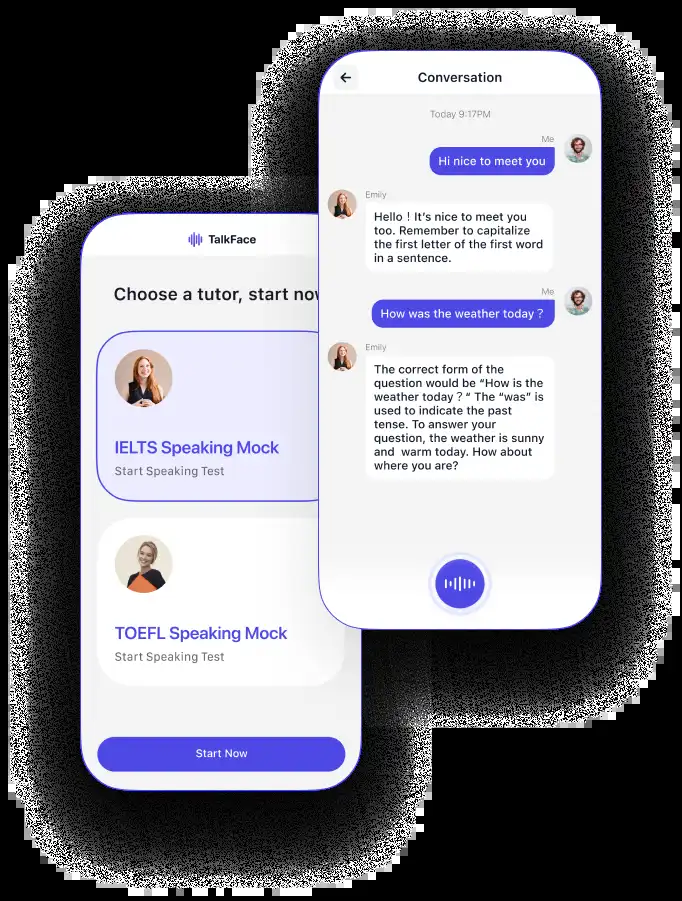 Conversation
Today 9:17PM
Me
Hi nice to meet you
Emily
Hello！It's nice to meet you
too. Remember to capitalize
the first letter of the first word
in a sentence.
Me
How was the weather today？
Emily
The correct form of the
question would be “How is the
weather today？“ The “was” is
used to indicate the past
tense. To answer your
question, the weather is sunny
and  warm today. How about
where you are?
TalkFace
Choose a tutor, start now
IELTS Speaking Mock
Start Speaking Test
TOEFL Speaking Mock
Start Speaking Test
Start Now